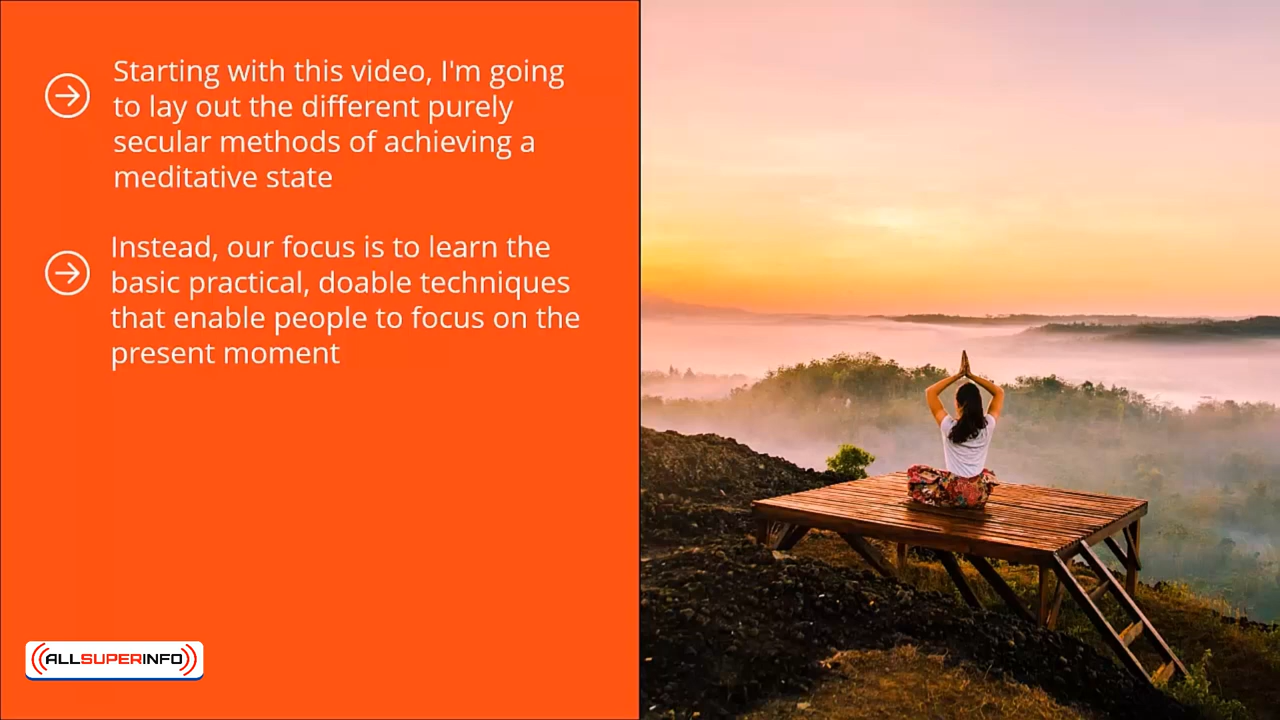 Starting with this video, I'm going
to lay out the different purely
secular methods of achieving a
meditative state
Instead, our focus is to learn the
basic practical, doable techniques
that enable people to focus on the
present moment
ALLSUPERINFO